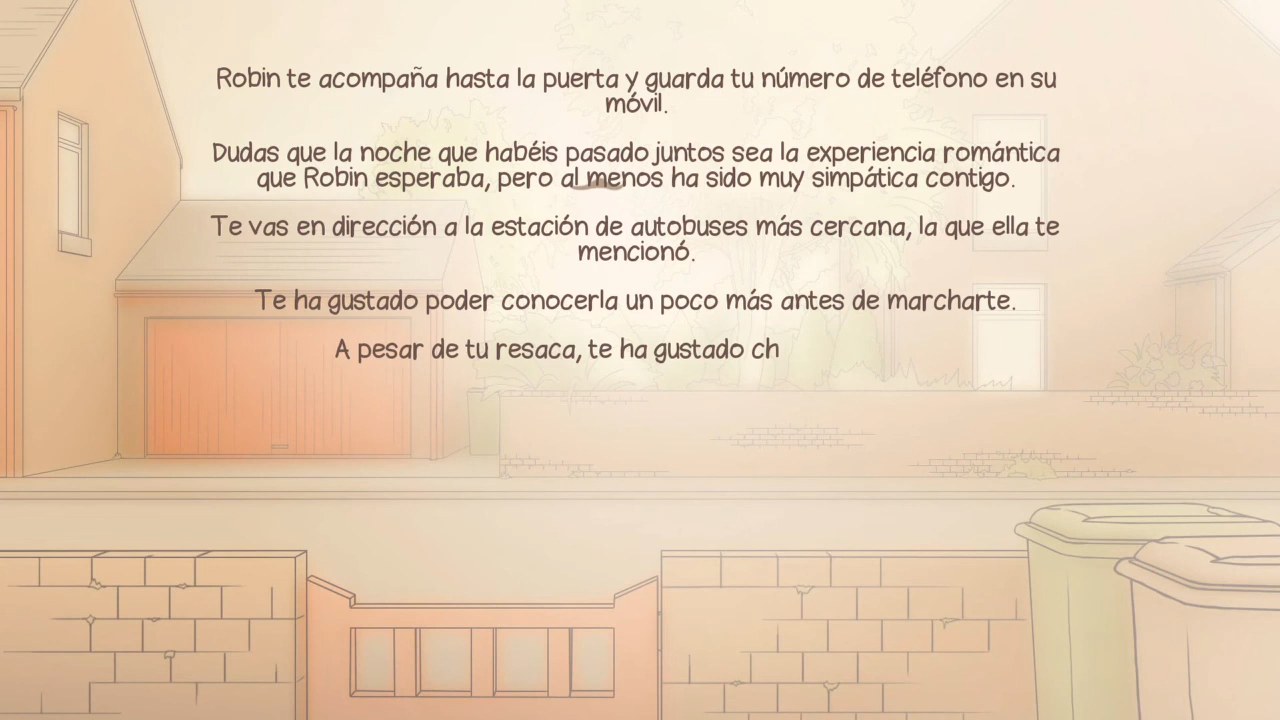 Robin te acompaña hasta la puerta y guarda tu número de teléfono en su
móvil.
Dudas que la noche que habéis pasado juntos sea la experiencia romántica
que Robin esperaba, pero al menos ha sido muy simpática contigo.
Te vas en dirección a la estación de autobuses más cercana, la que ella te
mencionó.
Te ha gustado poder conocerla un poco más antes de marcharte.
A pesar de tu resaca, te ha gustado ch